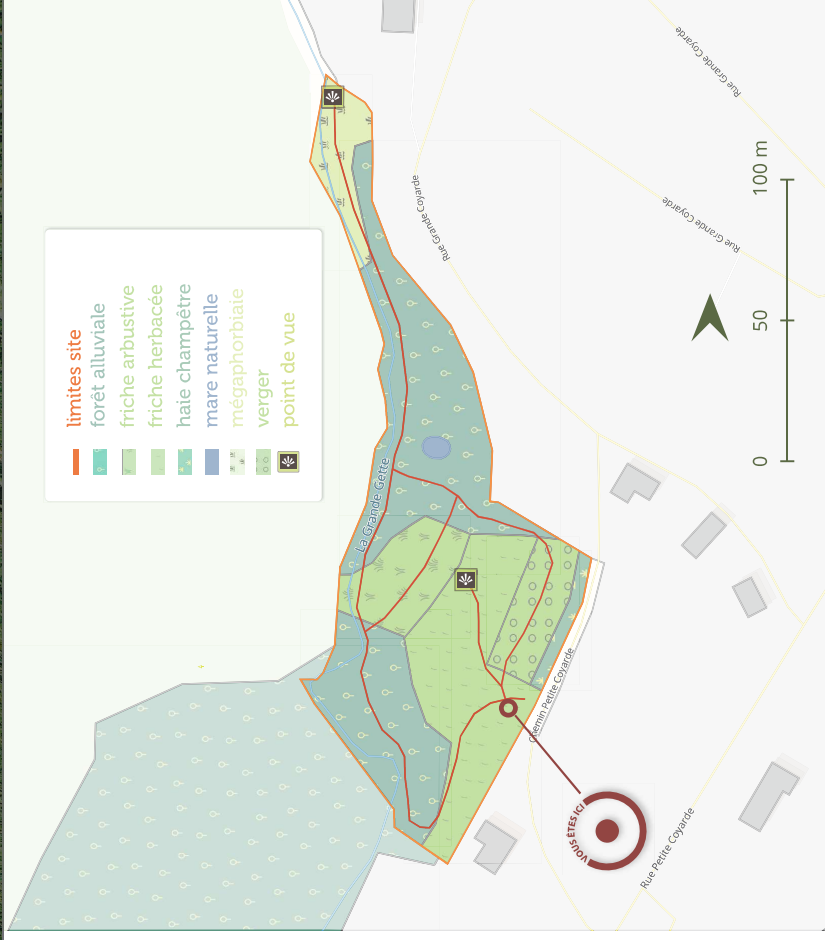 limites site
forêt alluviale
friche arbustive
friche herbacée
haie champêtre
mare naturelle
mégaphorbiaie
verger
point de vue
Rue Grande Coyarde
Rue Grande Coyarde
Rue Grande Coyarde
La Grande Gette
Chemin Petite Coyarde
Rue Petite Coyarde
VOUS ÊTES ICI
0
50
100 m